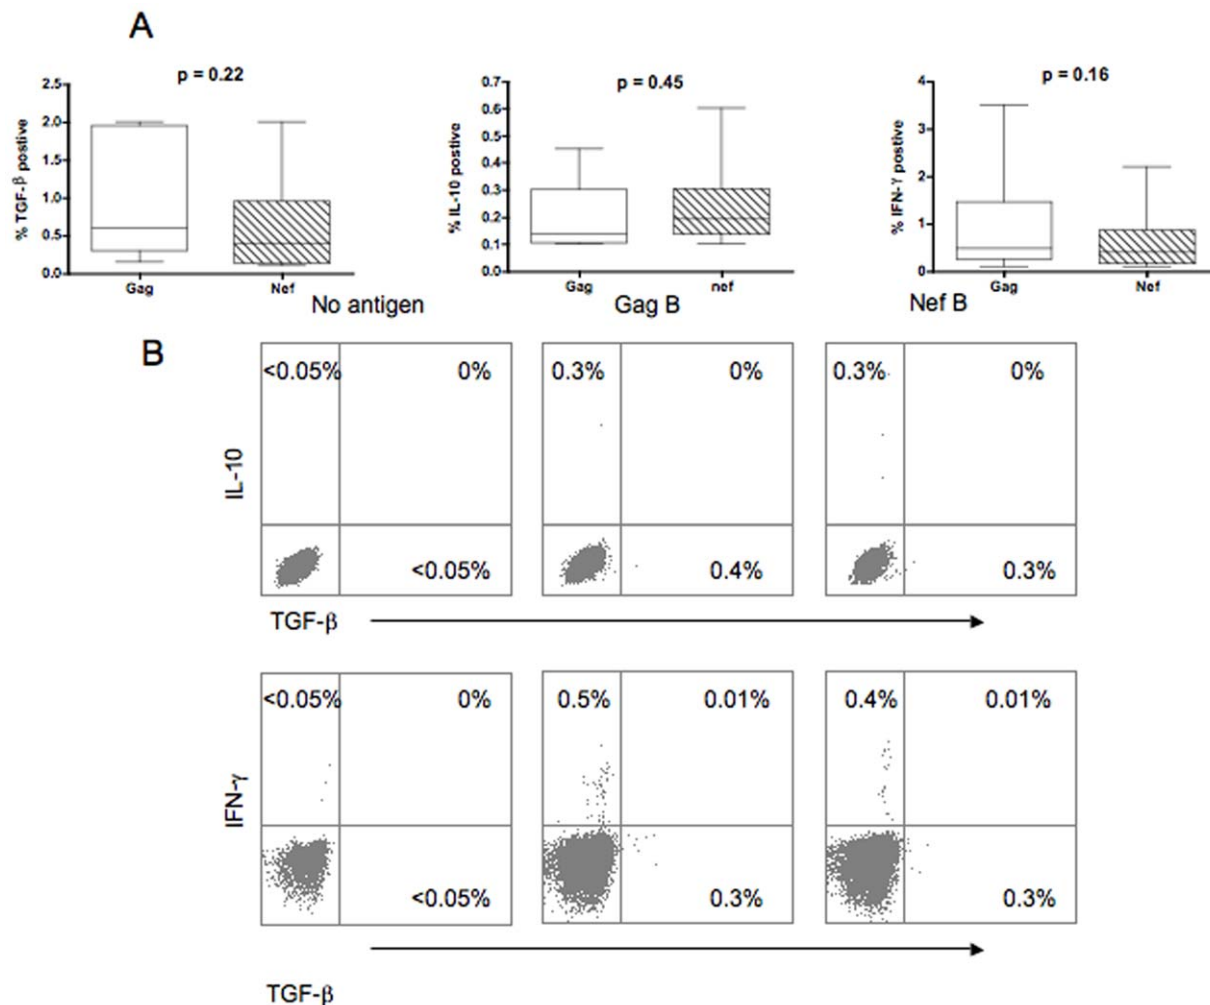 A
p = 0.22
p = 0.45
p = 0.16
% TGF-β postive
2.5
2.0
1.5
1.0
0.5
0.0
Gag
Nef
% IL-10 postive
0.7
0.6
0.5
0.4
0.3
0.2
0.1
0.0
Gag
nef
% IFN-γ postive
4
3
2
1
0
Gag
Nef
No antigen
Gag B
Nef B
B
IL-10
<0.05%
0%
<0.05%
0.3%
0%
0.4%
0.3%
0%
0.3%
TGF-β
IFN-γ
<0.05%
0%
<0.05%
0.5%
0.01%
0.3%
0.4%
0.01%
0.3%
TGF-β